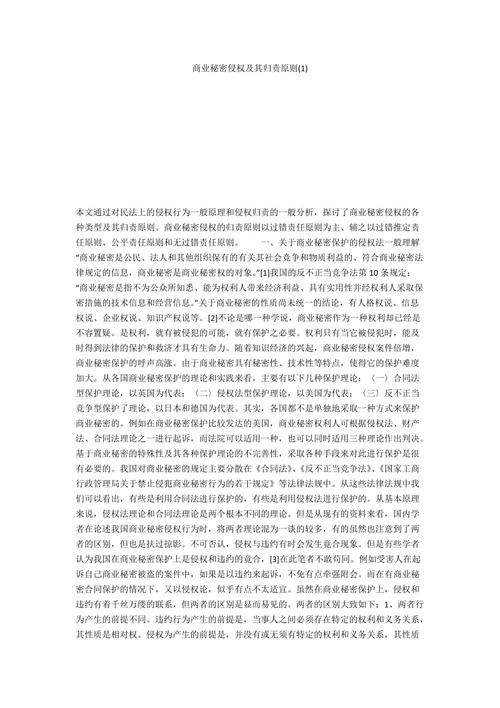 商业秘密侵权及其归责原则(1)
本文通过对民法上的侵权行为一般原理和侵权归责的一般分析，探讨了商业秘密侵权的各
种类型及其归责原则。商业秘密侵权的归责原则以过错责任原则为主、辅之以过错推定责
任原则、公平责任原则和无过错责任原则。 一、关于商业秘密保护的侵权法一般理解
“商业秘密是公民、法人和其他组织保有的有关其社会竞争和物质利益的、符合商业秘密法
律规定的信息，商业秘密是商业秘密权的对象。”[1]我国的反不正当竞争法第 10 条规定：
“商业秘密是指不为公众所知悉、能为权利人带来经济利益、具有实用性并经权利人采取保
密措施的技术信息和经营信息。”关于商业秘密的性质尚未统一的结论，有人格权说、信息
权说、企业权说、知识产权说等。[2]不论是哪一种学说，商业秘密作为一种权利却已经是
不容置疑。是权利，就有被侵犯的可能，就有保护之必要。权利只有当它被侵犯时，能及
时得到法律的保护和救济才具有生命力。随着知识经济的兴起，商业秘密侵权案件倍增，
商业秘密保护的呼声高涨。由于商业秘密具有秘密性、技术性等特点，使得它的保护难度
加大。从各国商业秘密保护的理论和实践来看，主要有以下几种保护理论：〈一〉合同法
型保护理论，以英国为代表；〈二〉侵权法型保护理论，以美国为代表；〈三〉反不正当
竞争型保护了理论，以日本和德国为代表。其实，各国都不是单独地采取一种方式来保护
商业秘密的。例如在商业秘密保护比较发达的美国，商业秘密权利人可根据侵权法、财产
法、合同法理论之一进行起诉，而法院可以适用一种，也可以同时适用三种理论作出判决。
基于商业秘密的特殊性及其各种保护理论的不完善性，采取各种手段来对此进行保护是很
有必要的。我国对商业秘密的规定主要分散在《合同法》、《反不正当竞争法》、《国家工商
行政管理局关于禁止侵犯商业秘密行为的若干规定》等法律法规中。从这些法律法规中我
们可以看出，有些是利用合同法进行保护的，有些是利用侵权法进行保护的。从基本原理
来说，侵权法理论和合同法理论是两个根本不同的理论。但是从现有的资料来看，国内学
者在论述我国商业秘密侵权行为时，将两者理论混为一谈的较多，有的虽然也注意到了两
者的区别，但也是扶过掠影。不可否认，侵权与违约有时会发生竟合现象。但是有些学者
认为我国在商业秘密保护上是侵权和违约的竟合，[3]在此笔者不敢苟同。例如受害人在起
诉自己商业秘密被盗的案件中，如果是以违约来起诉，不免有点牵强附会。而在有商业秘
密合同保护的情况下，又以侵权论，似乎有点不太适宜。虽然在商业秘密保护上，侵权和
违约有着千丝万缕的联系，但两者的区别是显而易见的。两者的区别大致如下：1、两者行
为产生的前提不同。违约行为产生的前提是，当事人之间必须存在特定的权利和义务关系，
其性质是相对权。侵权为产生的前提是，并没有或无须有特定的权利和义务关系，其性质